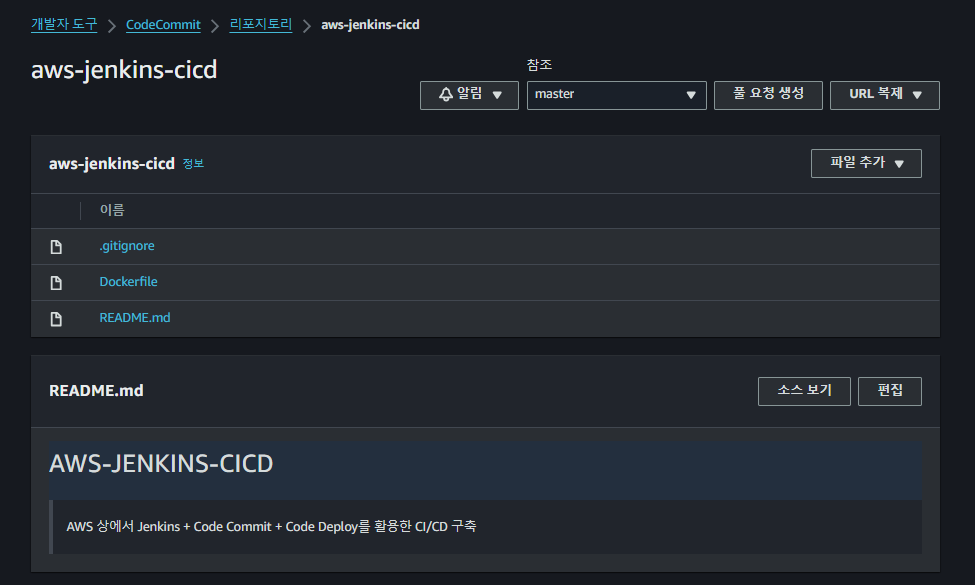 개발자 도구 > CodeCommit > 리포지토리 > aws-jenkins-cicd
aws-jenkins-cicd
참조
알림 ▼ master ▼ 풀 요청 생성 URL 복제 ▼
aws-jenkins-cicd 정보 파일 추가 ▼
이름
.gitignore
Dockerfile
README.md
README.md 소스 보기 편집
AWS-JENKINS-CICD
AWS 상에서 Jenkins + Code Commit + Code Deploy를 활용한 CI/CD 구축